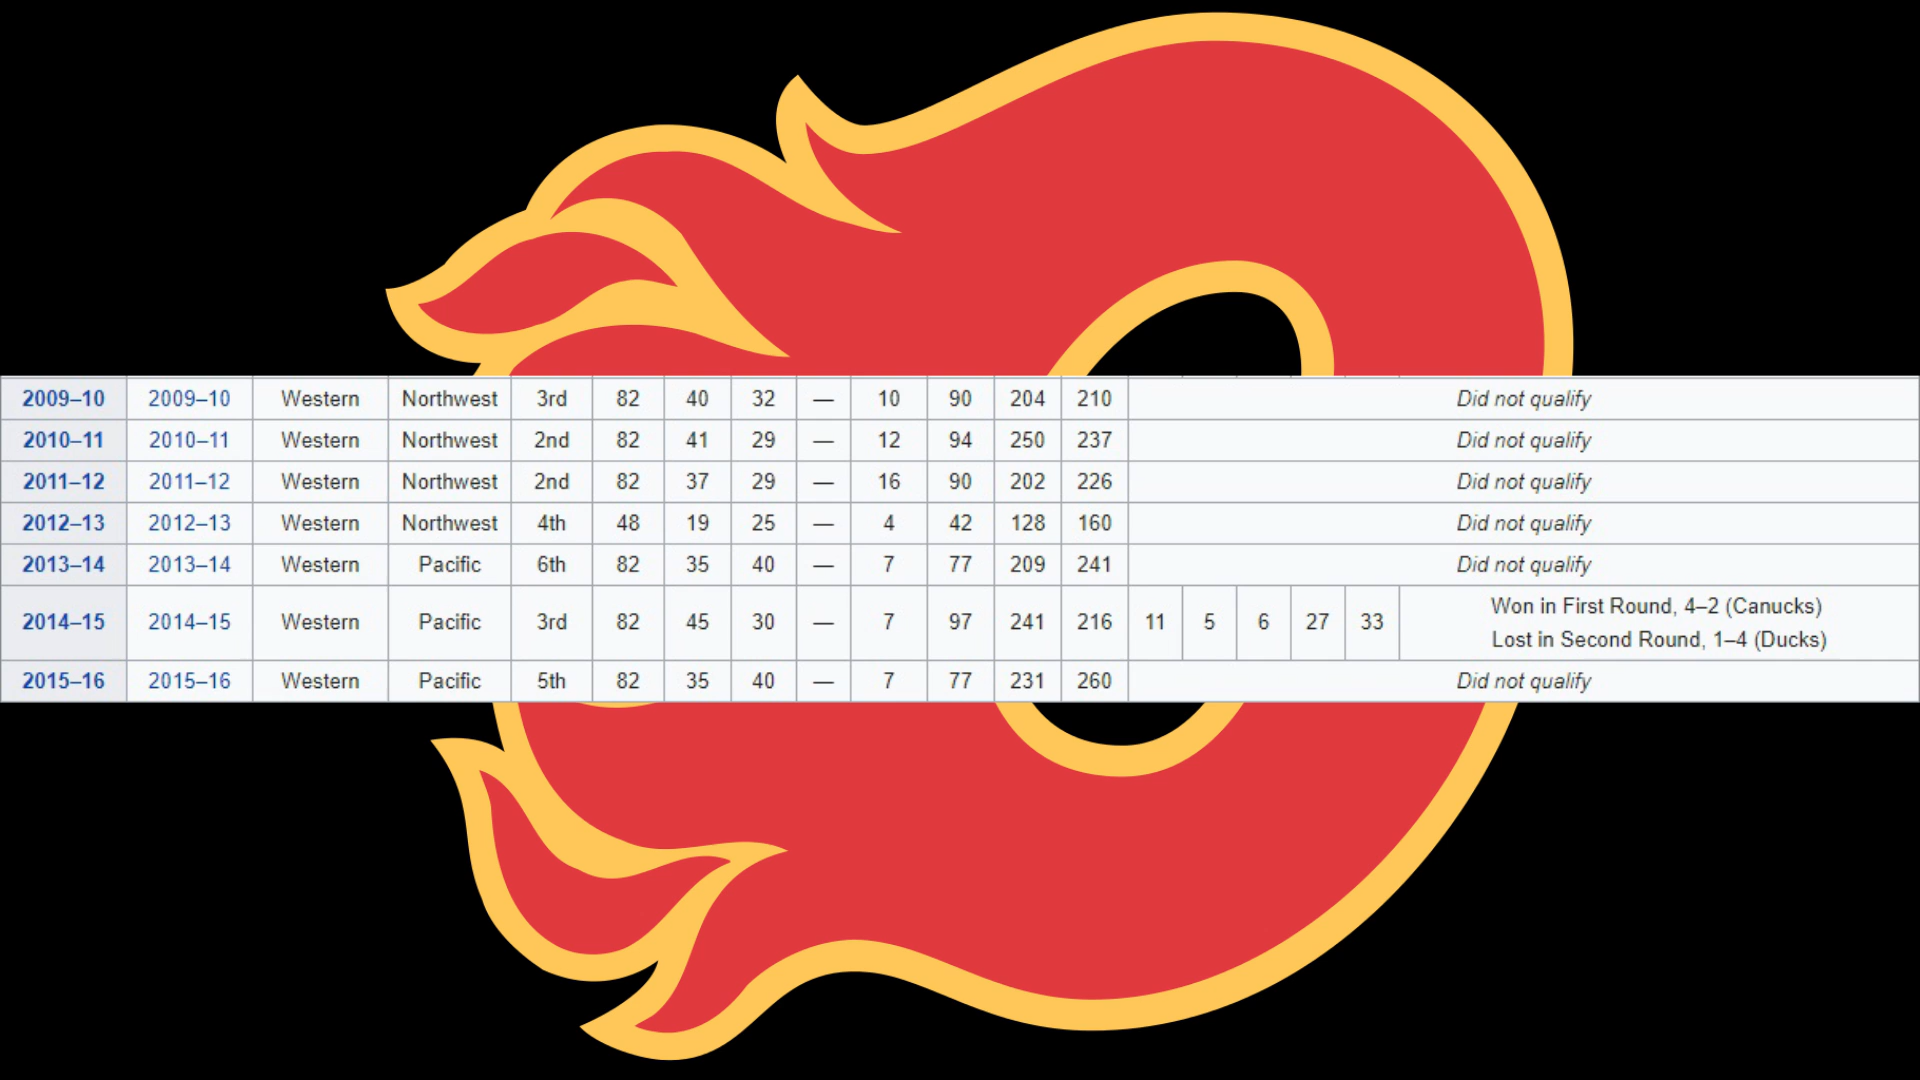 2009–10 2009–10 Western Northwest 3rd 82 40 32 — 10 90 204 210 Did not qualify
2010–11 2010–11 Western Northwest 2nd 82 41 29 — 12 94 250 237 Did not qualify
2011–12 2011–12 Western Northwest 2nd 82 37 29 — 16 90 202 226 Did not qualify
2012–13 2012–13 Western Northwest 4th 48 19 25 — 4 42 128 160 Did not qualify
2013–14 2013–14 Western Pacific 6th 82 35 40 — 7 77 209 241 Did not qualify
2014–15 2014–15 Western Pacific 3rd 82 45 30 — 7 97 241 216 11 5 6 27 33 Won in First Round, 4–2 (Canucks)
Lost in Second Round, 1–4 (Ducks)
2015–16 2015–16 Western Pacific 5th 82 35 40 — 7 77 231 260 Did not qualify